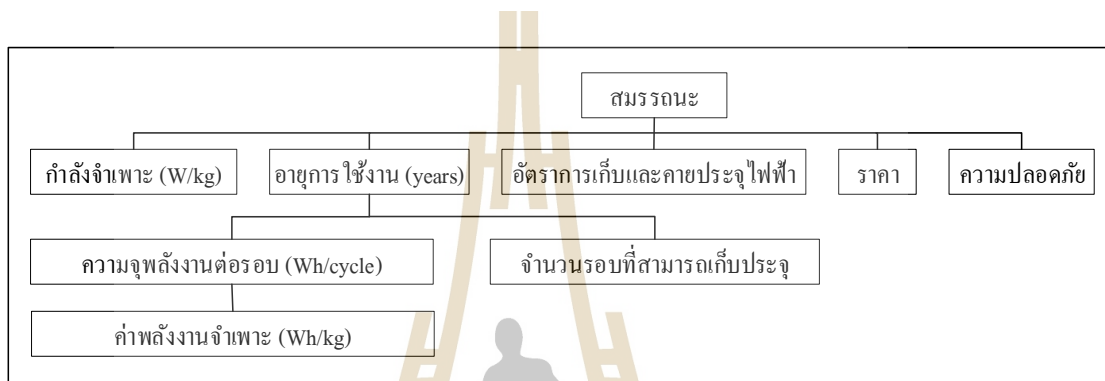 สมรรถนะ
กำลังจำเพาะ (W/kg) อายุการใช้งาน (years) อัตราการเก็บและคายประจุไฟฟ้า ราคา ความปลอดภัย
ความจุพลังงานต่อรอบ (Wh/cycle) จำนวนรอบที่สามารถเก็บประจุ
ค่าพลังงานจำเพาะ (Wh/kg)